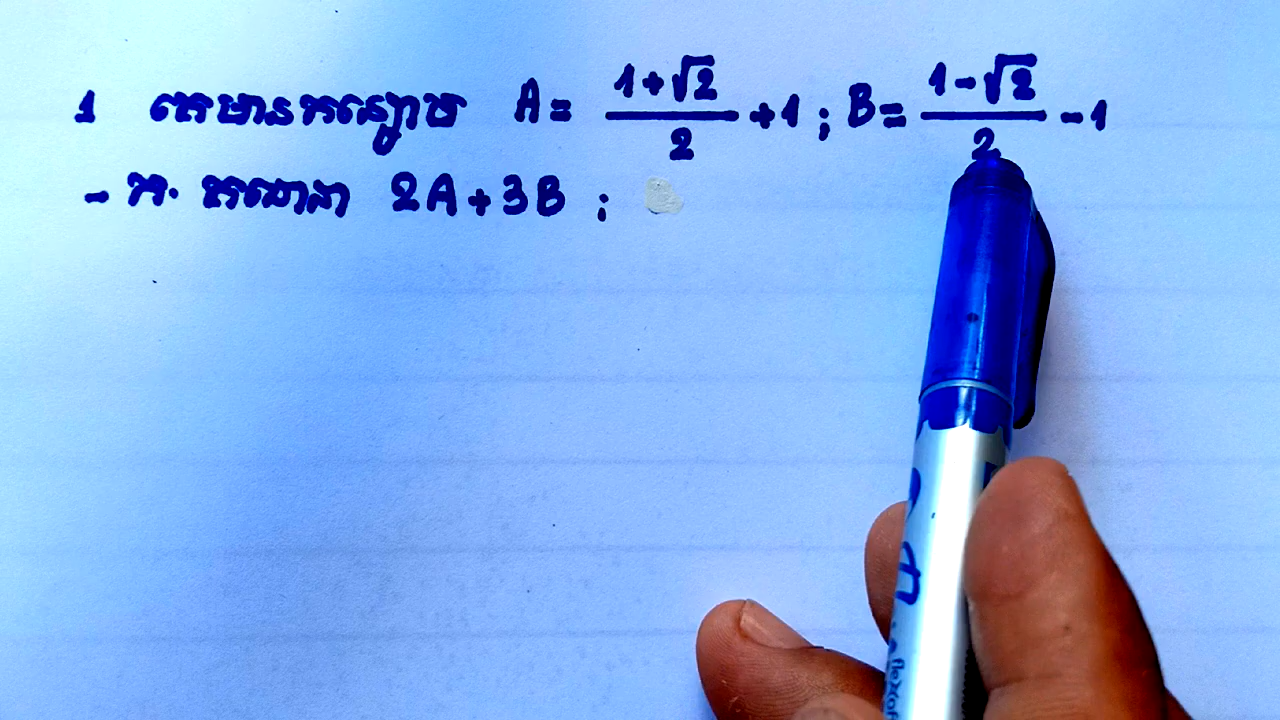 1 គេមានកន្សោម A = (1+√2)/2 + 1 ; B = (1-√2)/2 - 1
- ក. គណនា 2A + 3B ;